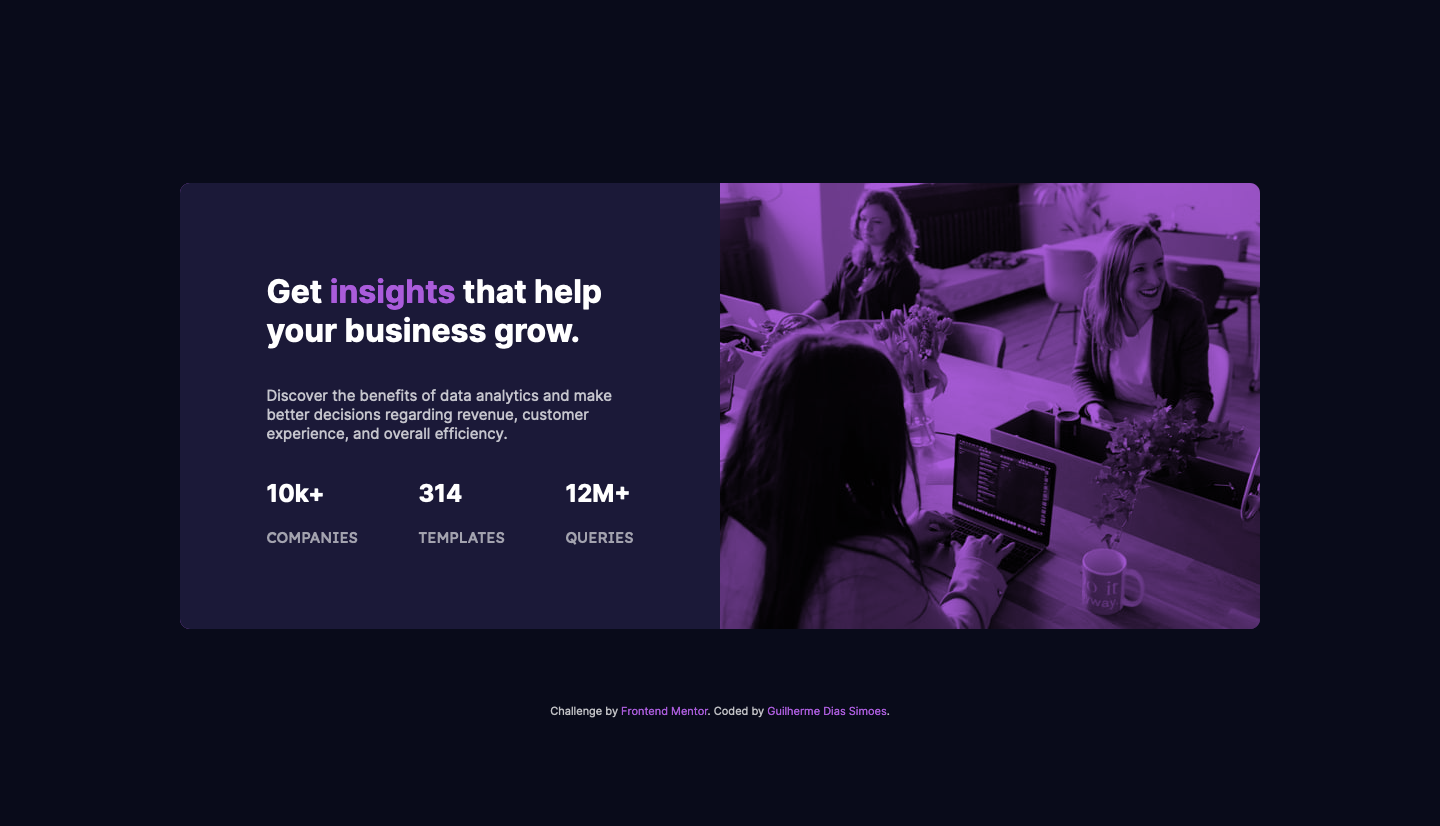 Get insights that help
your business grow.
Discover the benefits of data analytics and make
better decisions regarding revenue, customer
experience, and overall efficiency.
10k+ 314 12M+
COMPANIES TEMPLATES QUERIES
way
Challenge by Frontend Mentor. Coded by Guilherme Dias Simoes.